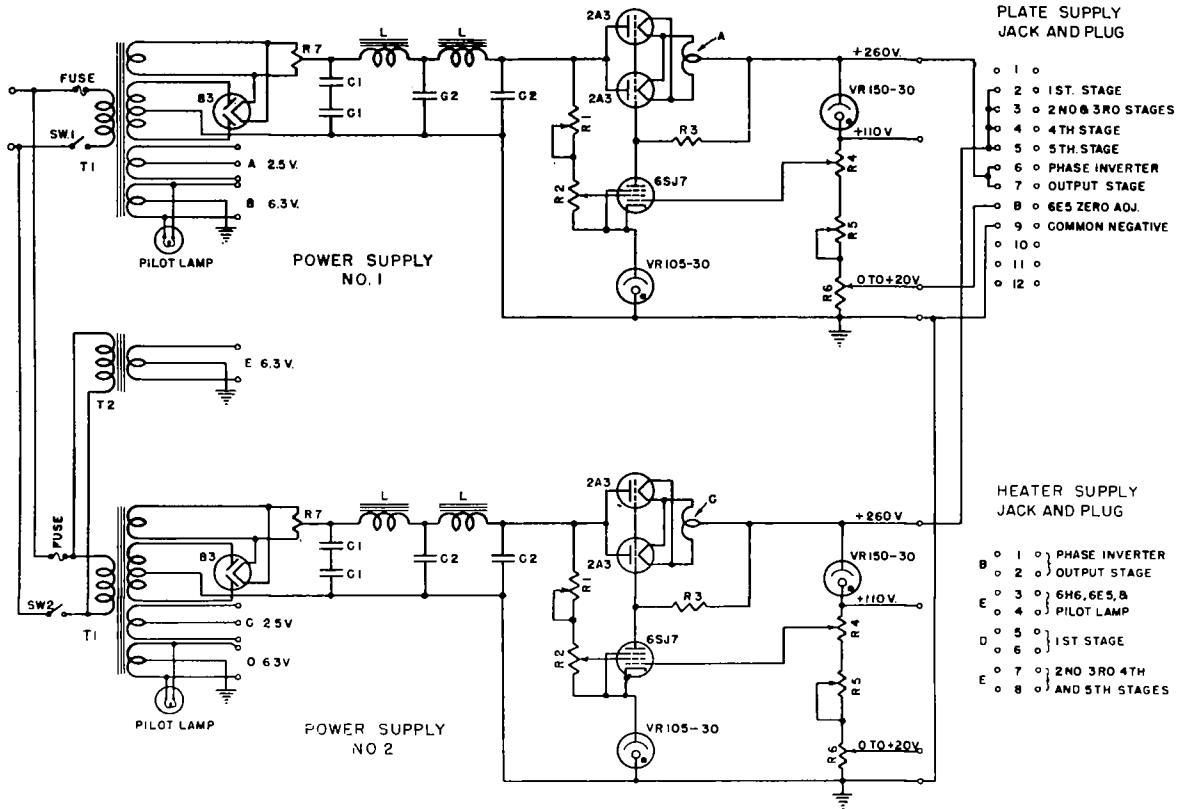 PLATE SUPPLY
JACK AND PLUG
2A3
L
L
R7
A
+260V.
FUSE
C1
C2
C2
83
2A3
VR150-30
1
2 1ST. STAGE
3 2ND & 3RD STAGES
4 4TH STAGE
5 5TH. STAGE
6 PHASE INVERTER
7 OUTPUT STAGE
8 6E5 ZERO ADJ.
9 COMMON NEGATIVE
10
11
12
C1
R1
R3
+110V.
SW.1
T1
A 2.5V.
R4
R2
6SJ7
B 6.3V.
R5
PILOT LAMP
POWER SUPPLY
NO. 1
VR105-30
R6
0 TO +20V.
E 6.3V.
T2
2A3
L
L
R7
C
+260V
HEATER SUPPLY
JACK AND PLUG
FUSE
C1
C2
C2
83
2A3
VR150-30
C1
R1
R3
+110V.
B
1 PHASE INVERTER
2 OUTPUT STAGE
E
3 6H6, 6E5, &
4 PILOT LAMP
D
5 1ST STAGE
6
E
7 2ND 3RD 4TH
8 AND 5TH STAGES
SW2
T1
C 2.5V
R4
R2
6SJ7
D 6.3V
R5
PILOT LAMP
POWER SUPPLY
NO 2
VR105-30
R6
0 TO +20V.